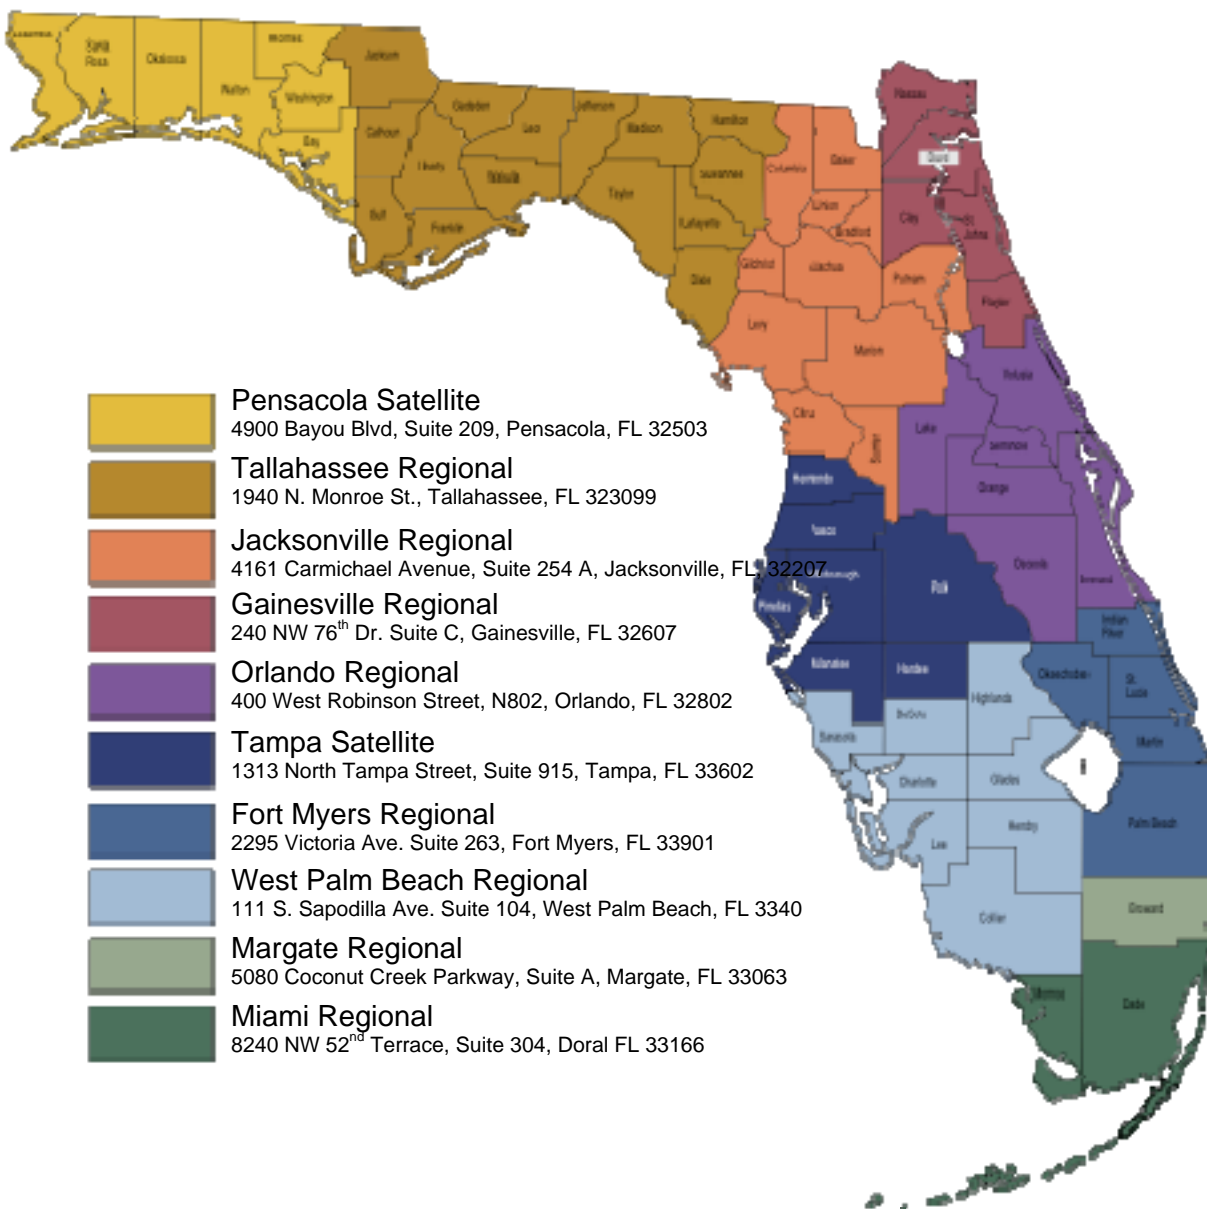 Santa
Rosa
Okaloosa
Walton
Holmes
Washington
Bay
Jackson
Calhoun
Gulf
Liberty
Gadsden
Leo
Wakulla
Franklin
Jefferson
Madison
Taylor
Hamilton
Suwannee
Lafayette
Dixie
Columbia
Baker
Union
Bradford
Gilchrist
Alachua
Putnam
Levy
Marion
Citru
Sumter
Nassau
Duval
Clay
St.
Johns
Flagler
Volusia
Lake
Seminole
Orange
Osceola
Brevard
Hernando
Pasco
Pinellas
Polk
Manatee
Hardee
Indian
River
Okeechobee
St.
Lucie
Martin
Palm Beach
Highlands
DeSoto
Sarasota
Charlotte
Glades
Lee
Hendry
Collier
Broward
Monroe
Dade
Pensacola Satellite
4900 Bayou Blvd, Suite 209, Pensacola, FL 32503
Tallahassee Regional
1940 N. Monroe St., Tallahassee, FL 323099
Jacksonville Regional
4161 Carmichael Avenue, Suite 254 A, Jacksonville, FL, 32207
Gainesville Regional
240 NW 76th Dr. Suite C, Gainesville, FL 32607
Orlando Regional
400 West Robinson Street, N802, Orlando, FL 32802
Tampa Satellite
1313 North Tampa Street, Suite 915, Tampa, FL 33602
Fort Myers Regional
2295 Victoria Ave. Suite 263, Fort Myers, FL 33901
West Palm Beach Regional
111 S. Sapodilla Ave. Suite 104, West Palm Beach, FL 3340
Margate Regional
5080 Coconut Creek Parkway, Suite A, Margate, FL 33063
Miami Regional
8240 NW 52nd Terrace, Suite 304, Doral FL 33166